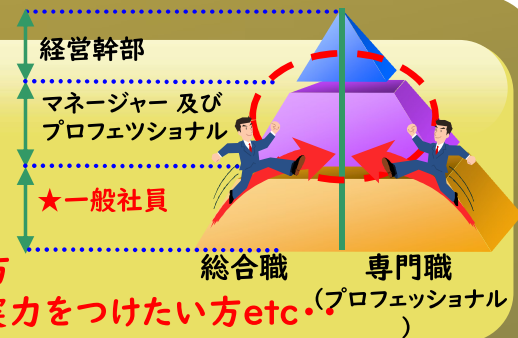 経営幹部
マネージャー 及び
プロフェツショナル
★一般社員
総合職
専門職
(プロフェッショナル
)
力をつけたい方etc・・